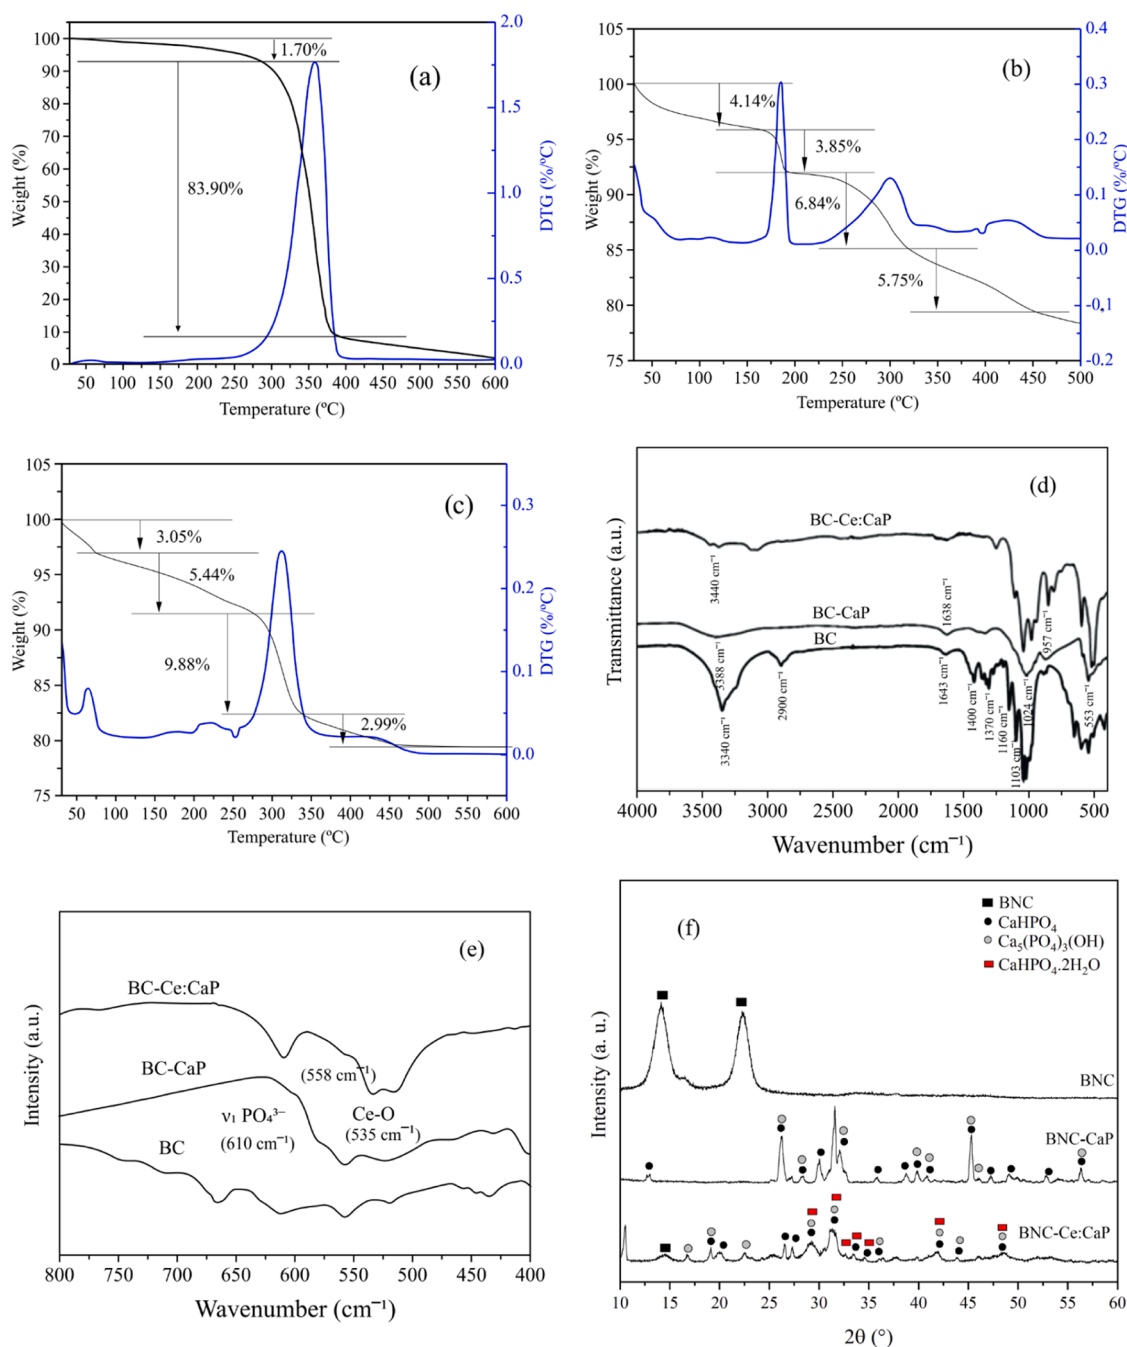 (a)
1.70%
83.90%
Weight (%)
100
90
80
70
60
50
40
30
20
10
0
2.0
1.5
1.0
0.5
0.0
DTG (%/ºC)
50 100 150 200 250 300 350 400 450 500 550 600
Temperature (ºC)
(b)
4.14%
3.85%
6.84%
5.75%
Weight (%)
105
100
95
90
85
80
75
0.4
0.3
0.2
0.1
0.0
-0.1
-0.2
DTG (%/ºC)
50 100 150 200 250 300 350 400 450 500
Temperature (ºC)
(c)
3.05%
5.44%
9.88%
2.99%
Weight (%)
105
100
95
90
85
80
75
0.3
0.2
0.1
0.0
DTG (%/ºC)
50 100 150 200 250 300 350 400 450 500 550 600
Temperature (ºC)
(d)
BC-Ce:CaP
BC-CaP
BC
3440 cm⁻¹
1638 cm⁻¹
957 cm⁻¹
3388 cm⁻¹
3340 cm⁻¹
2900 cm⁻¹
1643 cm⁻¹
1400 cm⁻¹
1370 cm⁻¹
1160 cm⁻¹
1103 cm⁻¹
1024 cm⁻¹
553 cm⁻¹
Transmittance (a.u.)
4000 3500 3000 2500 2000 1500 1000 500
Wavenumber (cm⁻¹)
(e)
BC-Ce:CaP
(558 cm⁻¹)
BC-CaP
ν₁ PO₄³⁻
(610 cm⁻¹)
Ce-O
(535 cm⁻¹)
BC
Intensity (a.u.)
800 750 700 650 600 550 500 450 400
Wavenumber (cm⁻¹)
(f)
BNC
CaHPO₄
Ca₅(PO₄)₃(OH)
CaHPO₄.2H₂O
BNC
BNC-CaP
BNC-Ce:CaP
Intensity (a. u.)
10 15 20 25 30 35 40 45 50 55 60
2θ (°)